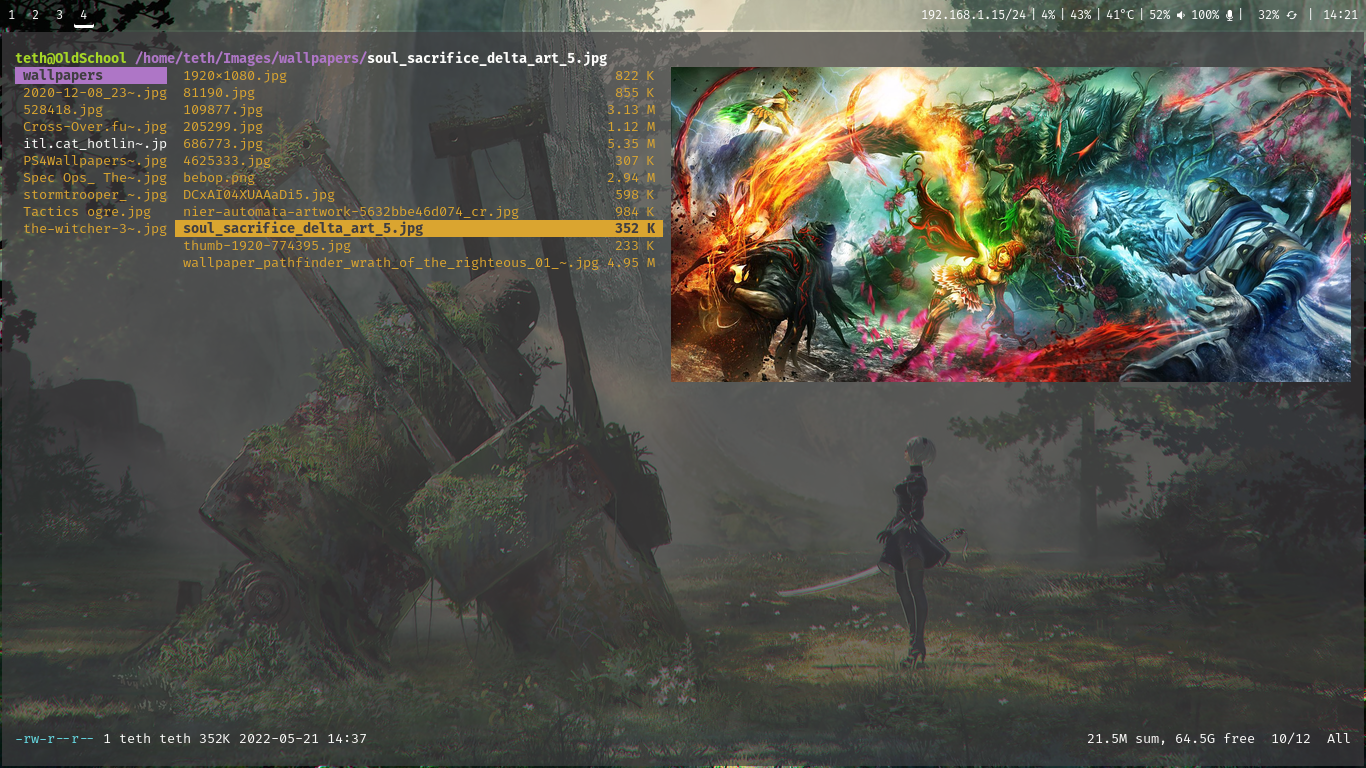 1 2 3 4 192.168.1.15/24 | 4% | 43% | 41°C | 52% 100% | 32% | 14:21
teth@OldSchool /home/teth/Images/wallpapers/soul_sacrifice_delta_art_5.jpg
wallpapers 1920×1080.jpg 822 K
2020-12-08_23~.jpg 81190.jpg 855 K
528418.jpg 109877.jpg 3.13 M
Cross-Over.fu~.jpg 205299.jpg 1.12 M
itl.cat_hotlin~.jp 686773.jpg 5.35 M
PS4Wallpapers~.jpg 4625333.jpg 307 K
Spec Ops_ The~.jpg bebop.png 2.94 M
stormtrooper_~.jpg DCxAI04XUAAaDi5.jpg 598 K
Tactics ogre.jpg nier-automata-artwork-5632bbe46d074_cr.jpg 984 K
the-witcher-3~.jpg soul_sacrifice_delta_art_5.jpg 352 K
thumb-1920-774395.jpg 233 K
wallpaper_pathfinder_wrath_of_the_righteous_01_~.jpg 4.95 M
-rw-r--r-- 1 teth teth 352K 2022-05-21 14:37 21.5M sum, 64.5G free 10/12 All